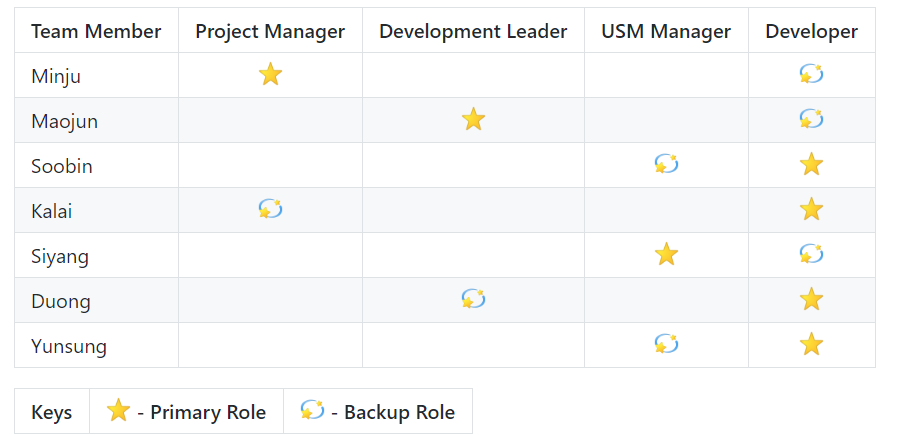 Team Member Project Manager Development Leader USM Manager Developer
Minju ⭐ 💫
Maojun ⭐ 💫
Soobin 💫 ⭐
Kalai 💫 ⭐
Siyang ⭐ 💫
Duong 💫 ⭐
Yunsung 💫 ⭐
Keys ⭐ - Primary Role 💫 - Backup Role